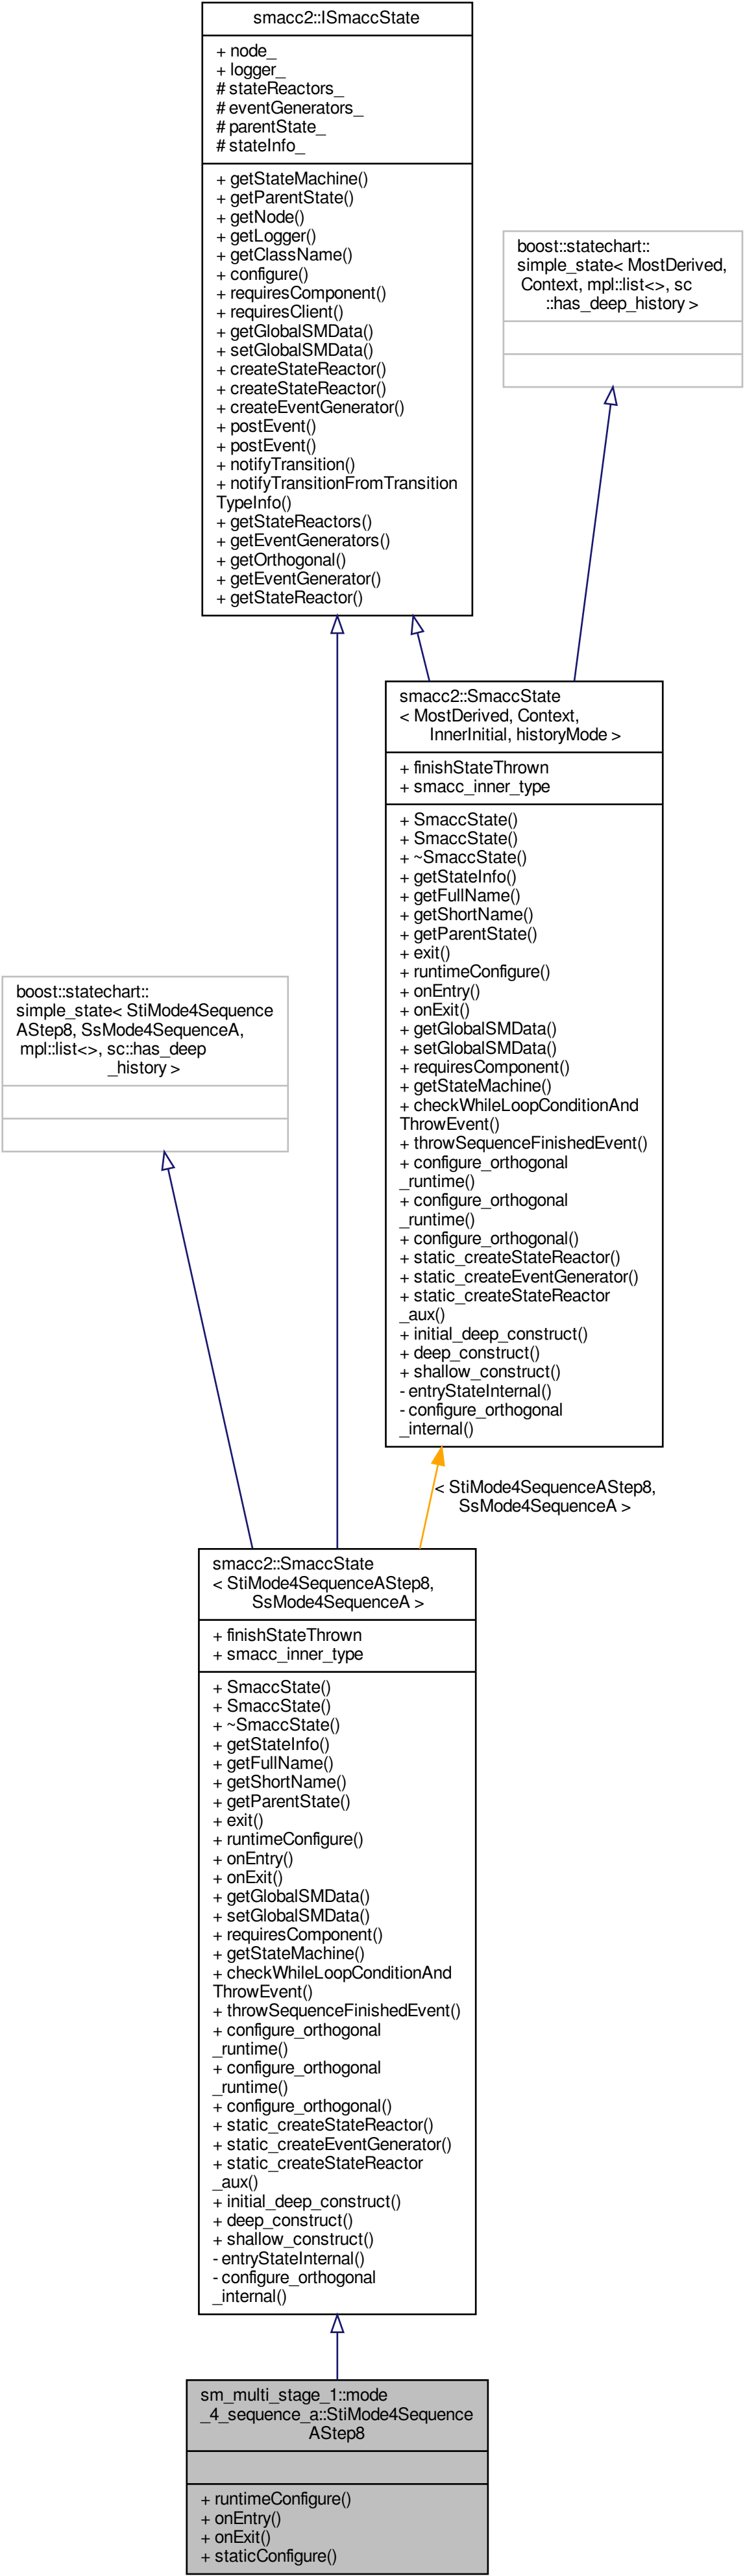 smacc2::ISmaccState
+ node_
+ logger_
# stateReactors_
# eventGenerators_
# parentState_
# stateInfo_
+ getStateMachine()
+ getParentState()
+ getNode()
+ getLogger()
+ getClassName()
+ configure()
+ requiresComponent()
+ requiresClient()
+ getGlobalSMData()
+ setGlobalSMData()
+ createStateReactor()
+ createStateReactor()
+ createEventGenerator()
+ postEvent()
+ postEvent()
+ notifyTransition()
+ notifyTransitionFromTransition
TypeInfo()
+ getStateReactors()
+ getEventGenerators()
+ getOrthogonal()
+ getEventGenerator()
+ getStateReactor()
boost::statechart::
simple_state< MostDerived,
Context, mpl::list<>, sc
::has_deep_history >
smacc2::SmaccState
< MostDerived, Context,
InnerInitial, historyMode >
+ finishStateThrown
+ smacc_inner_type
+ SmaccState()
+ SmaccState()
+ ~SmaccState()
+ getStateInfo()
+ getFullName()
+ getShortName()
+ getParentState()
+ exit()
+ runtimeConfigure()
+ onEntry()
+ onExit()
+ getGlobalSMData()
+ setGlobalSMData()
+ requiresComponent()
+ getStateMachine()
+ checkWhileLoopConditionAnd
ThrowEvent()
+ throwSequenceFinishedEvent()
+ configure_orthogonal
_runtime()
+ configure_orthogonal
_runtime()
+ configure_orthogonal()
+ static_createStateReactor()
+ static_createEventGenerator()
+ static_createStateReactor
_aux()
+ initial_deep_construct()
+ deep_construct()
+ shallow_construct()
- entryStateInternal()
- configure_orthogonal
_internal()
boost::statechart::
simple_state< StiMode4Sequence
AStep8, SsMode4SequenceA,
mpl::list<>, sc::has_deep
_history >
< StiMode4SequenceAStep8,
SsMode4SequenceA >
smacc2::SmaccState
< StiMode4SequenceAStep8,
SsMode4SequenceA >
+ finishStateThrown
+ smacc_inner_type
+ SmaccState()
+ SmaccState()
+ ~SmaccState()
+ getStateInfo()
+ getFullName()
+ getShortName()
+ getParentState()
+ exit()
+ runtimeConfigure()
+ onEntry()
+ onExit()
+ getGlobalSMData()
+ setGlobalSMData()
+ requiresComponent()
+ getStateMachine()
+ checkWhileLoopConditionAnd
ThrowEvent()
+ throwSequenceFinishedEvent()
+ configure_orthogonal
_runtime()
+ configure_orthogonal
_runtime()
+ configure_orthogonal()
+ static_createStateReactor()
+ static_createEventGenerator()
+ static_createStateReactor
_aux()
+ initial_deep_construct()
+ deep_construct()
+ shallow_construct()
- entryStateInternal()
- configure_orthogonal
_internal()
sm_multi_stage_1::mode
_4_sequence_a::StiMode4Sequence
AStep8
+ runtimeConfigure()
+ onEntry()
+ onExit()
+ staticConfigure()